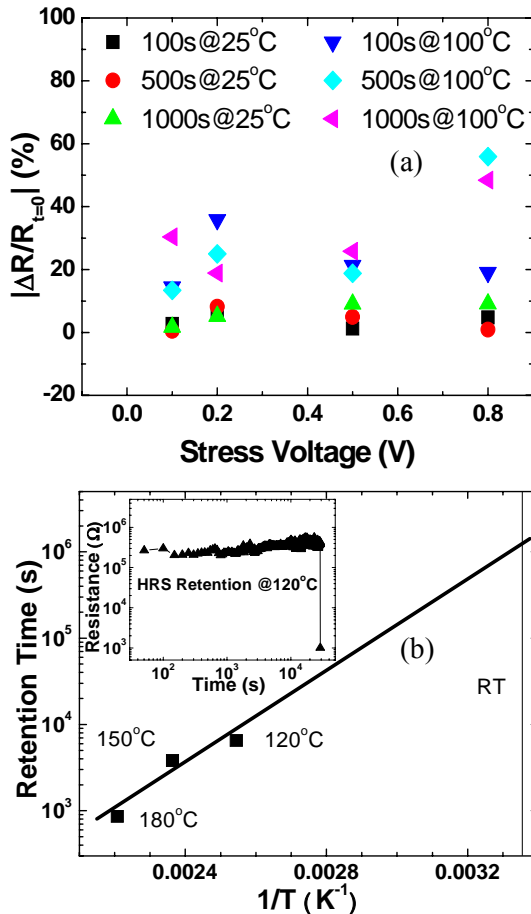 100
80
60
40
20
0
-20
|ΔR/R_{t=0}| (%)
100s@25°C
100s@100°C
500s@25°C
500s@100°C
1000s@25°C
1000s@100°C
(a)
0.0 0.2 0.4 0.6 0.8
Stress Voltage (V)
Retention Time (s)
10^6
10^5
10^4
10^3
Resistance (Ω)
10^6
10^5
10^4
10^3
HRS Retention @120°C
10^2 10^3 10^4
Time (s)
(b)
RT
150°C
120°C
180°C
0.0024 0.0028 0.0032
1/T ( K^{-1})